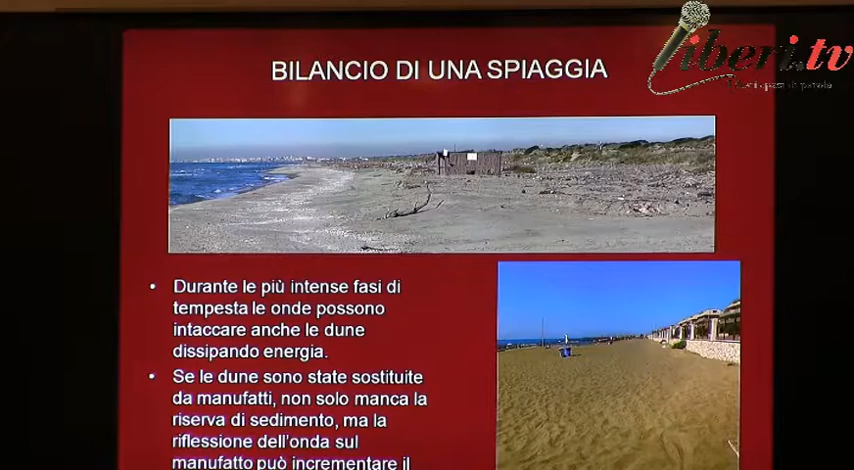 liberi.tv
BILANCIO DI UNA SPIAGGIA
• Durante le più intense fasi di
tempesta le onde possono
intaccare anche le dune
dissipando energia.
• Se le dune sono state sostituite
da manufatti, non solo manca la
riserva di sedimento, ma la
riflessione dell'onda sul
manufatto può incrementare il